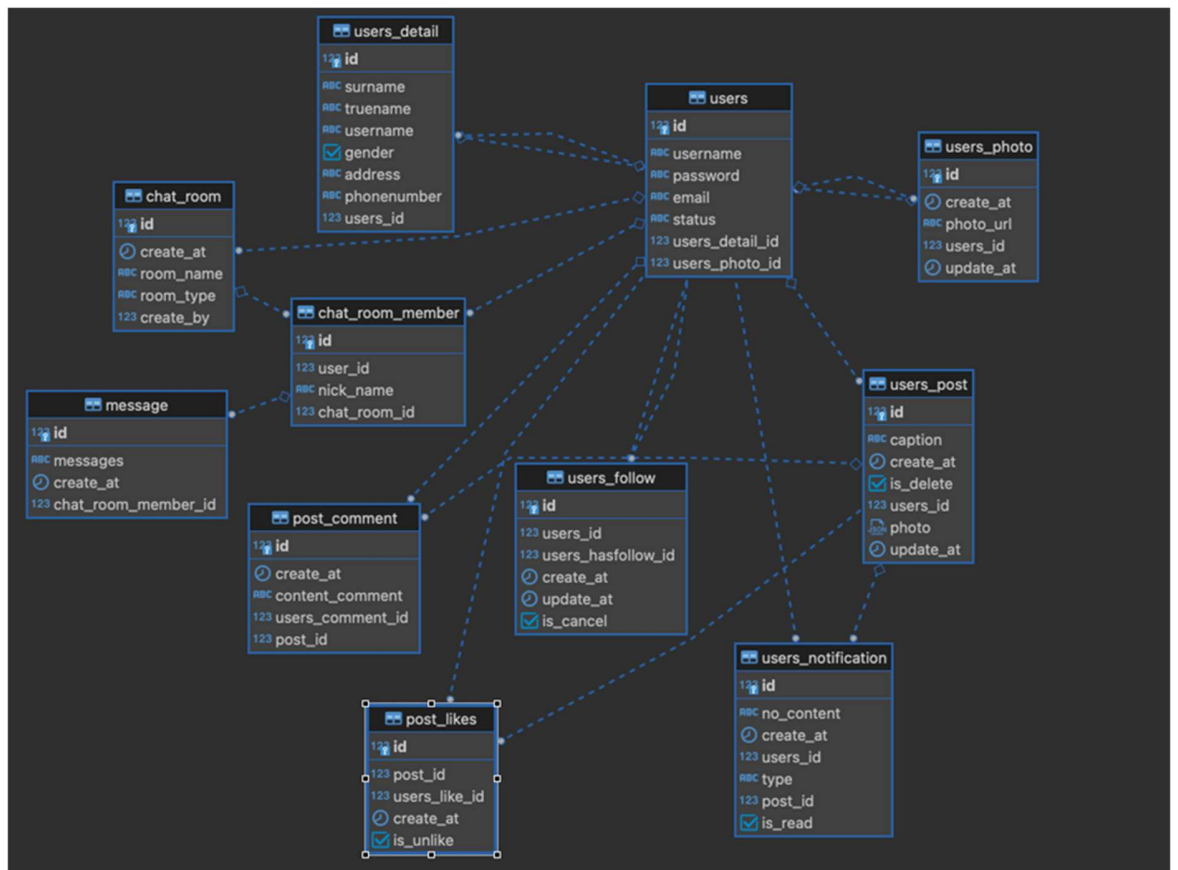 users_detail
id
surname
truename
username
gender
address
phonenumber
users_id
users
id
username
password
email
status
users_detail_id
users_photo_id
users_photo
id
create_at
photo_url
users_id
update_at
chat_room
id
create_at
room_name
room_type
create_by
chat_room_member
id
user_id
nick_name
chat_room_id
message
id
messages
create_at
chat_room_member_id
users_post
id
caption
create_at
is_delete
users_id
photo
update_at
users_follow
id
users_id
users_hasfollow_id
create_at
update_at
is_cancel
post_comment
id
create_at
content_comment
users_comment_id
post_id
users_notification
id
no_content
create_at
users_id
type
post_id
is_read
post_likes
id
post_id
users_like_id
create_at
is_unlike